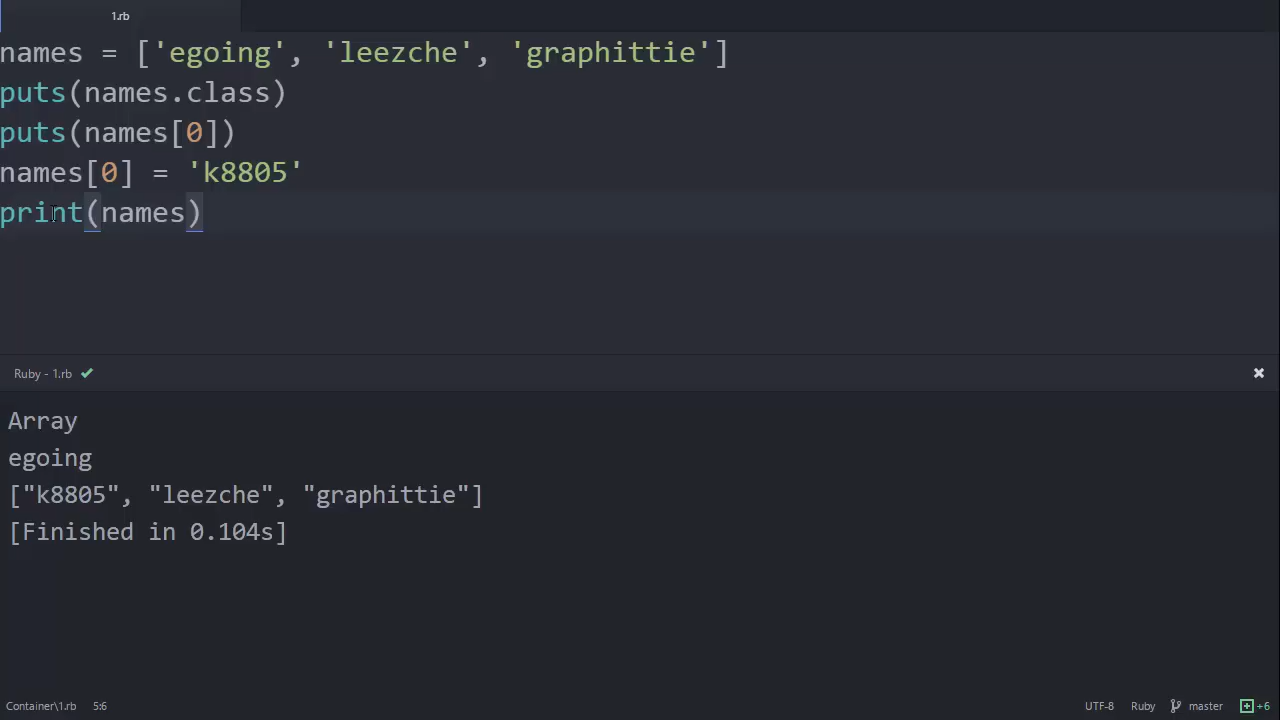 1.rb
names = ['egoing', 'leezche', 'graphittie']
puts(names.class)
puts(names[0])
names[0] = 'k8805'
print(names)
Ruby - 1.rb
Array
egoing
["k8805", "leezche", "graphittie"]
[Finished in 0.104s]
Container\1.rb 5:6 UTF-8 Ruby master +6